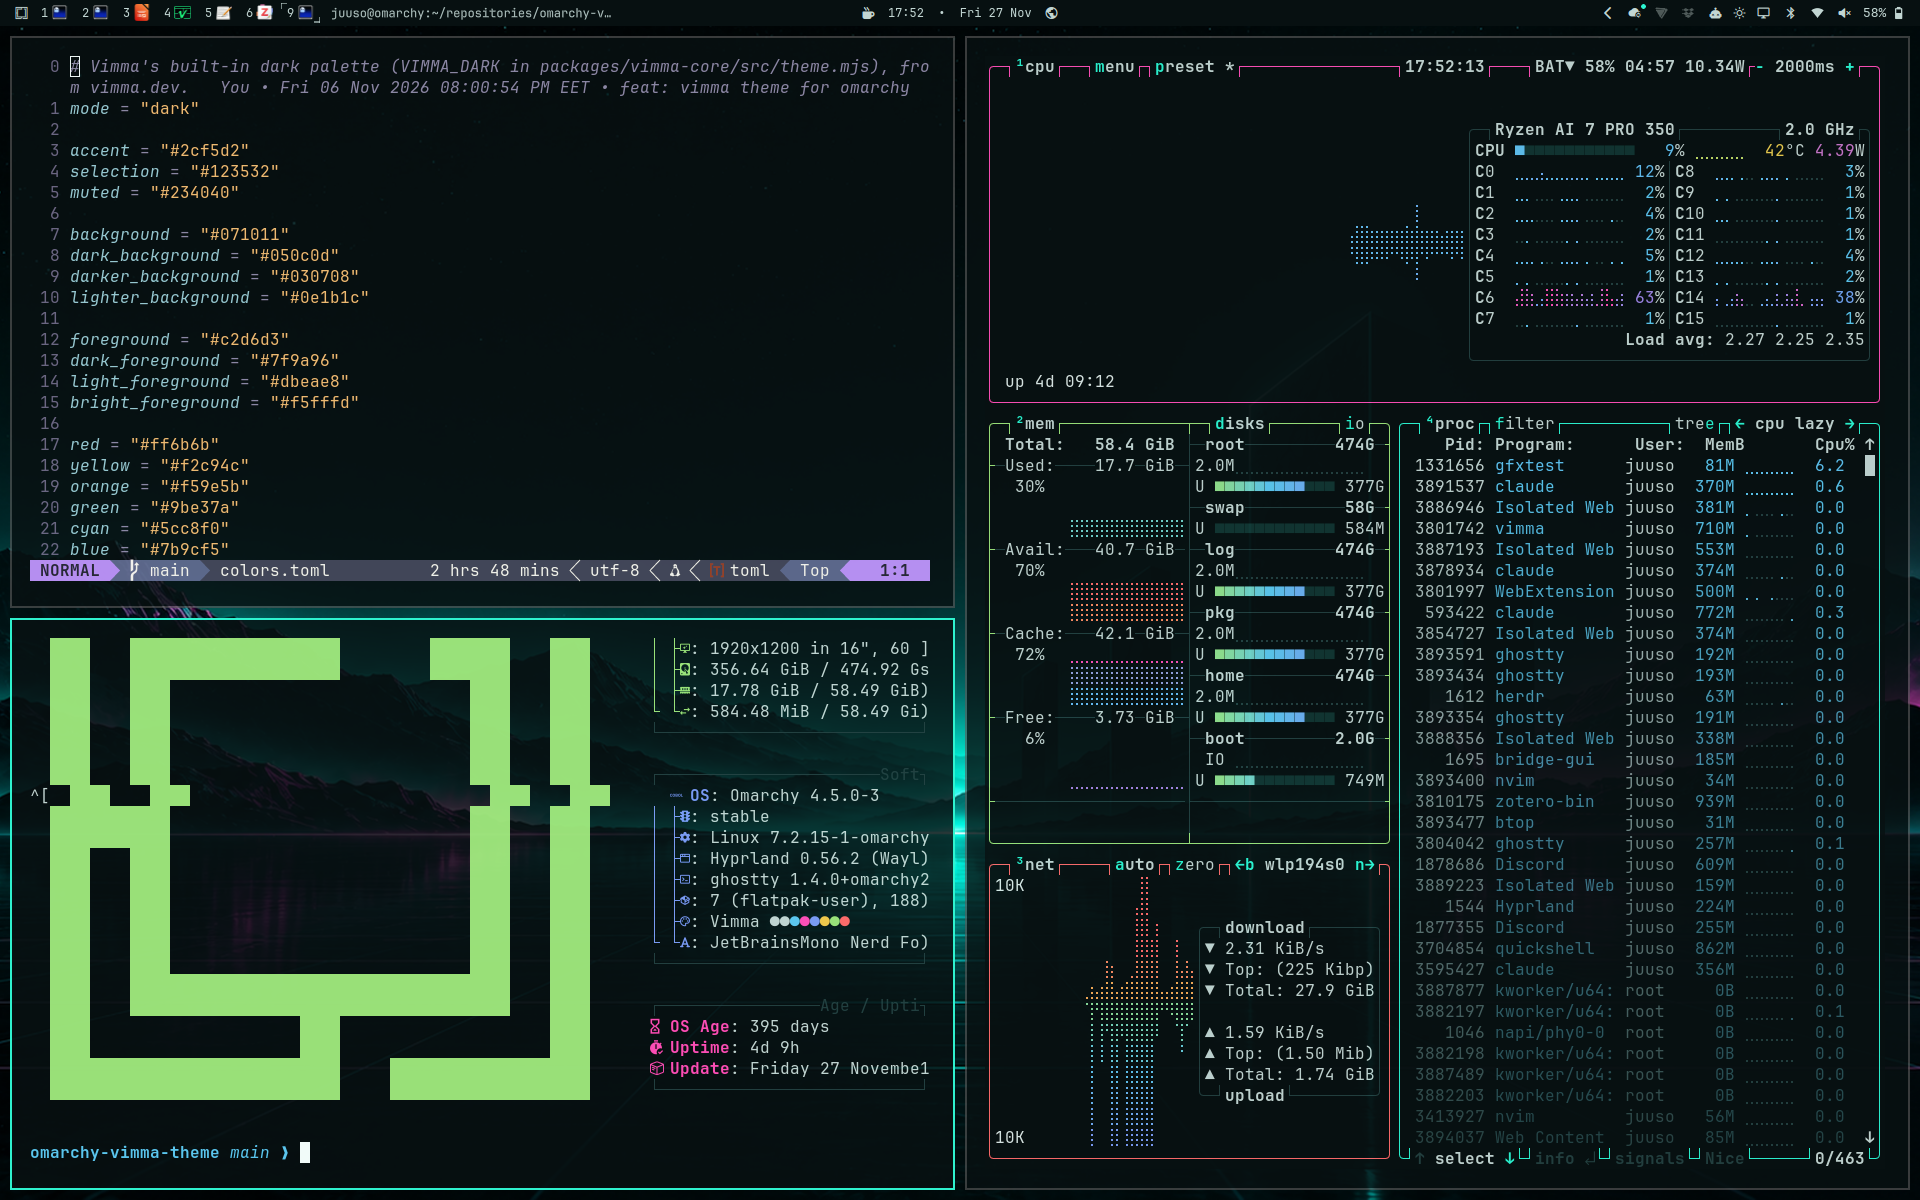 1 2 3 4 5 6 9 juuso@omarchy:~/repositories/omarchy-v…
17:52 • Fri 27 Nov
58%
0 # Vimma's built-in dark palette (VIMMA_DARK in packages/vimma-core/src/theme.mjs), fro
m vimma.dev. You • Fri 06 Nov 2026 08:00:54 PM EET • feat: vimma theme for omarchy
1 mode = "dark"
2
3 accent = "#2cf5d2"
4 selection = "#123532"
5 muted = "#234040"
6
7 background = "#071011"
8 dark_background = "#050c0d"
9 darker_background = "#030708"
10 lighter_background = "#0e1b1c"
11
12 foreground = "#c2d6d3"
13 dark_foreground = "#7f9a96"
14 light_foreground = "#dbeae8"
15 bright_foreground = "#f5fffd"
16
17 red = "#ff6b6b"
18 yellow = "#f2c94c"
19 orange = "#f59e5b"
20 green = "#9be37a"
21 cyan = "#5cc8f0"
22 blue = "#7b9cf5"
NORMAL main colors.toml 2 hrs 48 mins utf-8 [T] toml Top 1:1
: 1920x1200 in 16", 60 ]
: 356.64 GiB / 474.92 Gs
: 17.78 GiB / 58.49 GiB)
: 584.48 MiB / 58.49 Gi)
Soft
^[
OS: Omarchy 4.5.0-3
: stable
: Linux 7.2.15-1-omarchy
: Hyprland 0.56.2 (Wayl)
: ghostty 1.4.0+omarchy2
: 7 (flatpak-user), 188)
: Vimma
: JetBrainsMono Nerd Fo)
Age / Upti
OS Age: 395 days
Uptime: 4d 9h
Update: Friday 27 Novembe1
omarchy-vimma-theme main ❱
¹cpu menu preset * 17:52:13 BAT▼ 58% 04:57 10.34W - 2000ms +
Ryzen AI 7 PRO 350 2.0 GHz
CPU 9% 42°C 4.39W
C0 12% C8 3%
C1 2% C9 1%
C2 4% C10 1%
C3 2% C11 1%
C4 5% C12 4%
C5 1% C13 2%
C6 63% C14 38%
C7 1% C15 1%
Load avg: 2.27 2.25 2.35
up 4d 09:12
²mem
Total: 58.4 GiB
Used: 17.7 GiB
30%
Avail: 40.7 GiB
70%
Cache: 42.1 GiB
72%
Free: 3.73 GiB
6%
disks io
root 474G
2.0M
U 377G
swap 58G
U 584M
log 474G
2.0M
U 377G
pkg 474G
2.0M
U 377G
home 474G
2.0M
U 377G
boot 2.0G
IO
U 749M
³net auto zero ←b wlp194s0 n→
10K
download
▼ 2.31 KiB/s
▼ Top: (225 Kibp)
▼ Total: 27.9 GiB
▲ 1.59 KiB/s
▲ Top: (1.50 Mib)
▲ Total: 1.74 GiB
upload
10K
⁴proc filter tree ← cpu lazy →
Pid: Program: User: MemB Cpu% ↑
1331656 gfxtest juuso 81M 6.2
3891537 claude juuso 370M 0.6
3886946 Isolated Web juuso 381M 0.0
3801742 vimma juuso 710M 0.0
3887193 Isolated Web juuso 553M 0.0
3878934 claude juuso 374M 0.0
3801997 WebExtension juuso 500M 0.0
593422 claude juuso 772M 0.3
3854727 Isolated Web juuso 374M 0.0
3893591 ghostty juuso 192M 0.0
3893434 ghostty juuso 193M 0.0
1612 herdr juuso 63M 0.0
3893354 ghostty juuso 191M 0.0
3888356 Isolated Web juuso 338M 0.0
1695 bridge-gui juuso 185M 0.0
3893400 nvim juuso 34M 0.0
3810175 zotero-bin juuso 939M 0.0
3893477 btop juuso 31M 0.0
3804042 ghostty juuso 257M 0.1
1878686 Discord juuso 609M 0.0
3889223 Isolated Web juuso 159M 0.0
1544 Hyprland juuso 224M 0.0
1877355 Discord juuso 255M 0.0
3704854 quickshell juuso 862M 0.0
3595427 claude juuso 356M 0.0
3887877 kworker/u64: root 0B 0.0
3882197 kworker/u64: root 0B 0.1
1046 napi/phy0-0 root 0B 0.0
3882198 kworker/u64: root 0B 0.0
3887489 kworker/u64: root 0B 0.0
3882203 kworker/u64: root 0B 0.0
3413927 nvim juuso 56M 0.0
3894037 Web Content juuso 85M 0.0 ↓
↑ select ↓ info ↵ signals Nice 0/463